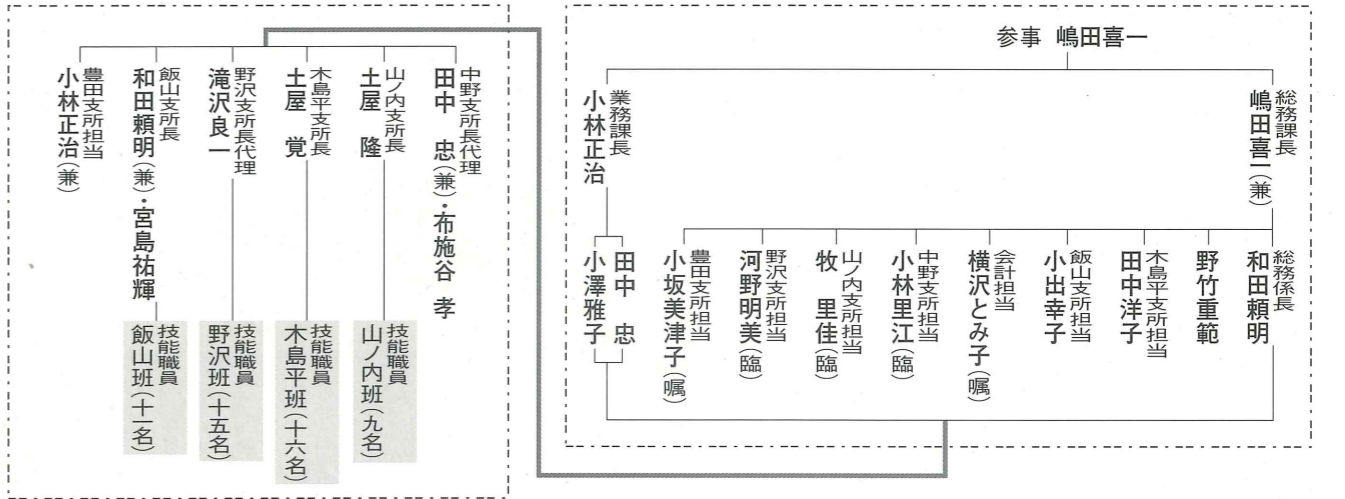 参事 嶋田喜一
総務課長
嶋田喜一(兼)
業務課長
小林正治
総務係長
和田頼明
野竹重範
木島平支所担当
田中洋子
飯山支所担当
小出幸子
会計担当
横沢とみ子(嘱)
中野支所担当
小林里江(臨)
山ノ内支所担当
牧 里佳(臨)
野沢支所担当
河野明美(臨)
豊田支所担当
小坂美津子(嘱)
田中 忠
小澤雅子
中野支所長代理
田中 忠(兼)・布施谷 孝
山ノ内支所長
土屋 隆
技能職員
山ノ内班(九名)
木島平支所長
土屋 覚
技能職員
木島平班(十六名)
野沢支所長代理
滝沢良一
技能職員
野沢班(十五名)
飯山支所長
和田頼明(兼)・宮島祐輝
技能職員
飯山班(十一名)
豊田支所担当
小林正治(兼)